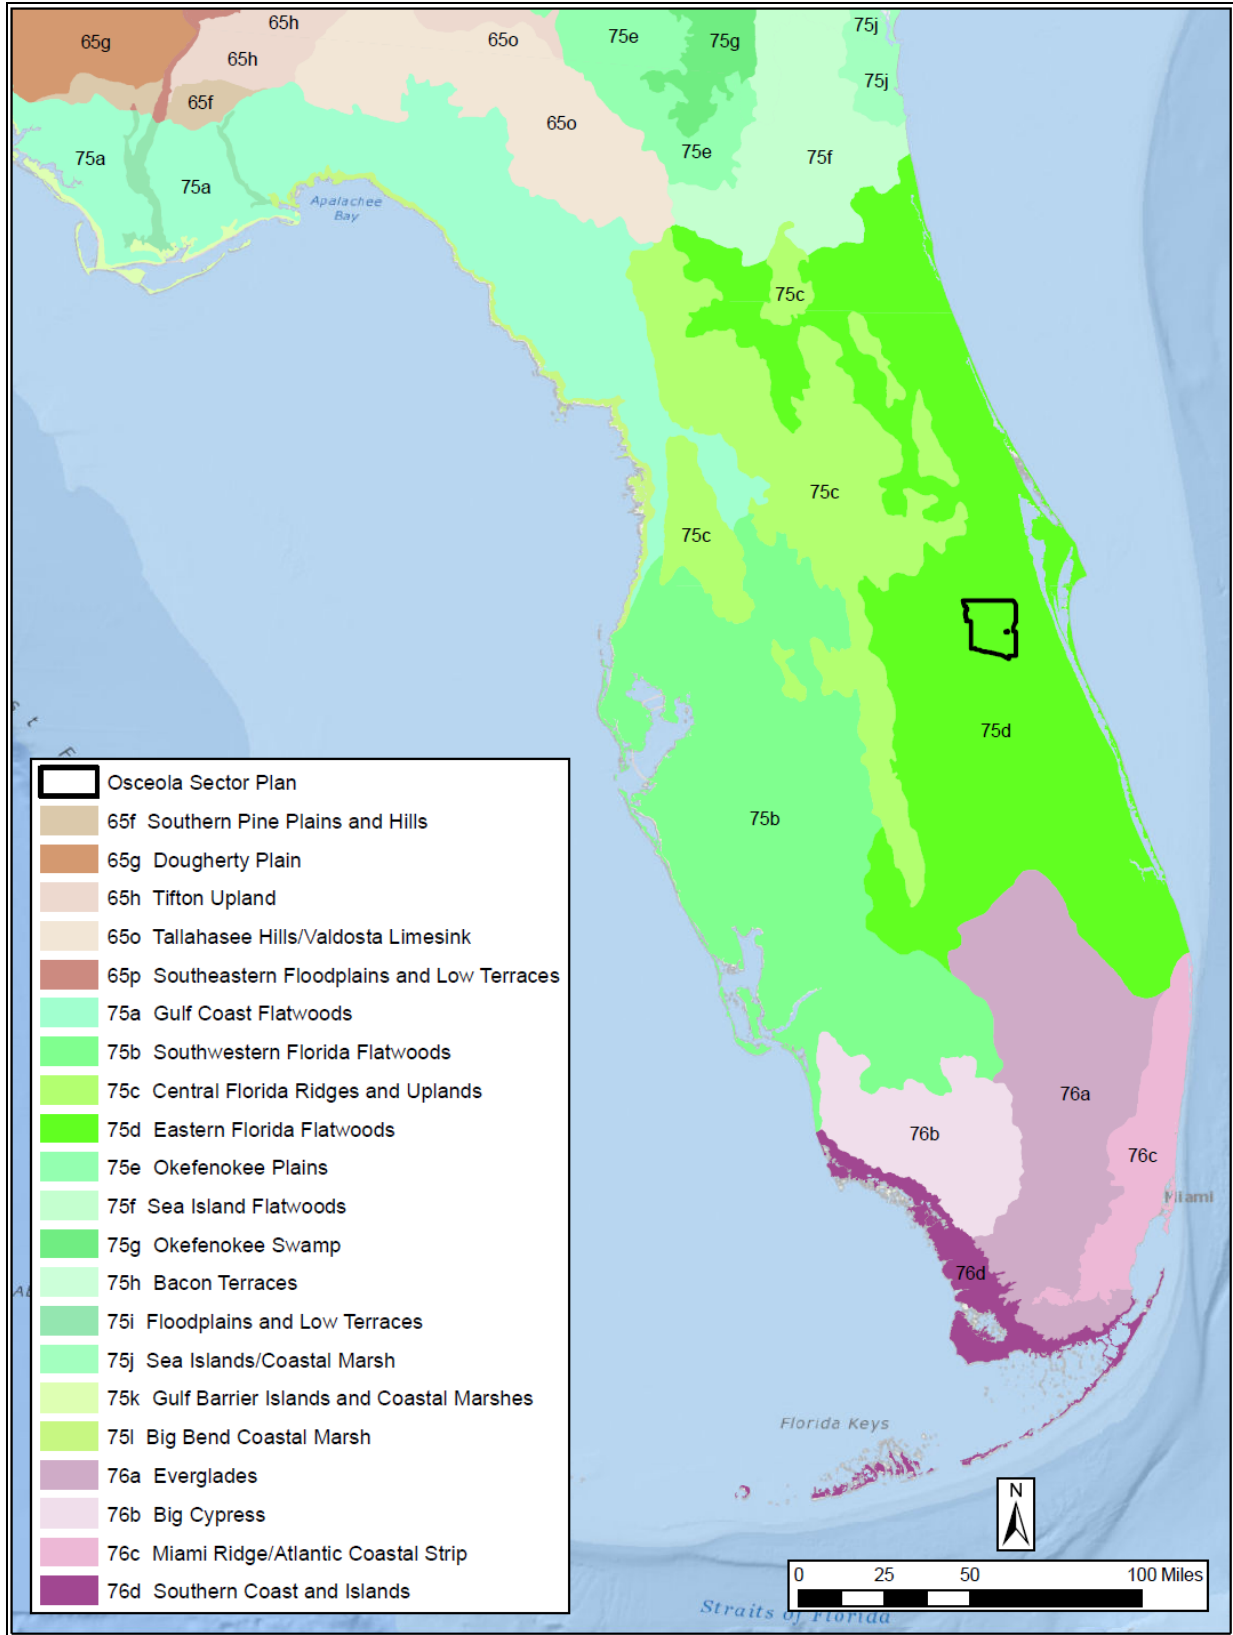 65h
65g
65o
75e
75g
75j
65h
75j
65f
65o
75a
75e
75f
75a
Apalachee
Bay
75c
75c
75c
75d
75b
76a
76b
76c
Miami
76d
Florida Keys
Straits of Florida
Osceola Sector Plan
65f Southern Pine Plains and Hills
65g Dougherty Plain
65h Tifton Upland
65o Tallahasee Hills/Valdosta Limesink
65p Southeastern Floodplains and Low Terraces
75a Gulf Coast Flatwoods
75b Southwestern Florida Flatwoods
75c Central Florida Ridges and Uplands
75d Eastern Florida Flatwoods
75e Okefenokee Plains
75f Sea Island Flatwoods
75g Okefenokee Swamp
75h Bacon Terraces
75i Floodplains and Low Terraces
75j Sea Islands/Coastal Marsh
75k Gulf Barrier Islands and Coastal Marshes
75l Big Bend Coastal Marsh
76a Everglades
76b Big Cypress
76c Miami Ridge/Atlantic Coastal Strip
76d Southern Coast and Islands
N
0 25 50 100 Miles